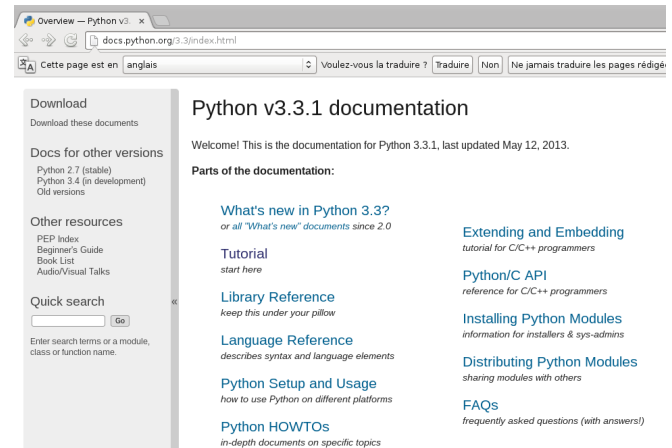 Overview — Python v3.
docs.python.org/3.3/index.html
Cette page est en anglais Voulez-vous la traduire ? Traduire Non Ne jamais traduire les pages rédigé
Download
Download these documents
Docs for other versions
Python 2.7 (stable)
Python 3.4 (in development)
Old versions
Other resources
PEP Index
Beginner's Guide
Book List
Audio/Visual Talks
Quick search
Go
Enter search terms or a module,
class or function name.
«
Python v3.3.1 documentation
Welcome! This is the documentation for Python 3.3.1, last updated May 12, 2013.
Parts of the documentation:
What's new in Python 3.3?
or all "What's new" documents since 2.0
Tutorial
start here
Library Reference
keep this under your pillow
Language Reference
describes syntax and language elements
Python Setup and Usage
how to use Python on different platforms
Python HOWTOs
in-depth documents on specific topics
Extending and Embedding
tutorial for C/C++ programmers
Python/C API
reference for C/C++ programmers
Installing Python Modules
information for installers & sys-admins
Distributing Python Modules
sharing modules with others
FAQs
frequently asked questions (with answers!)